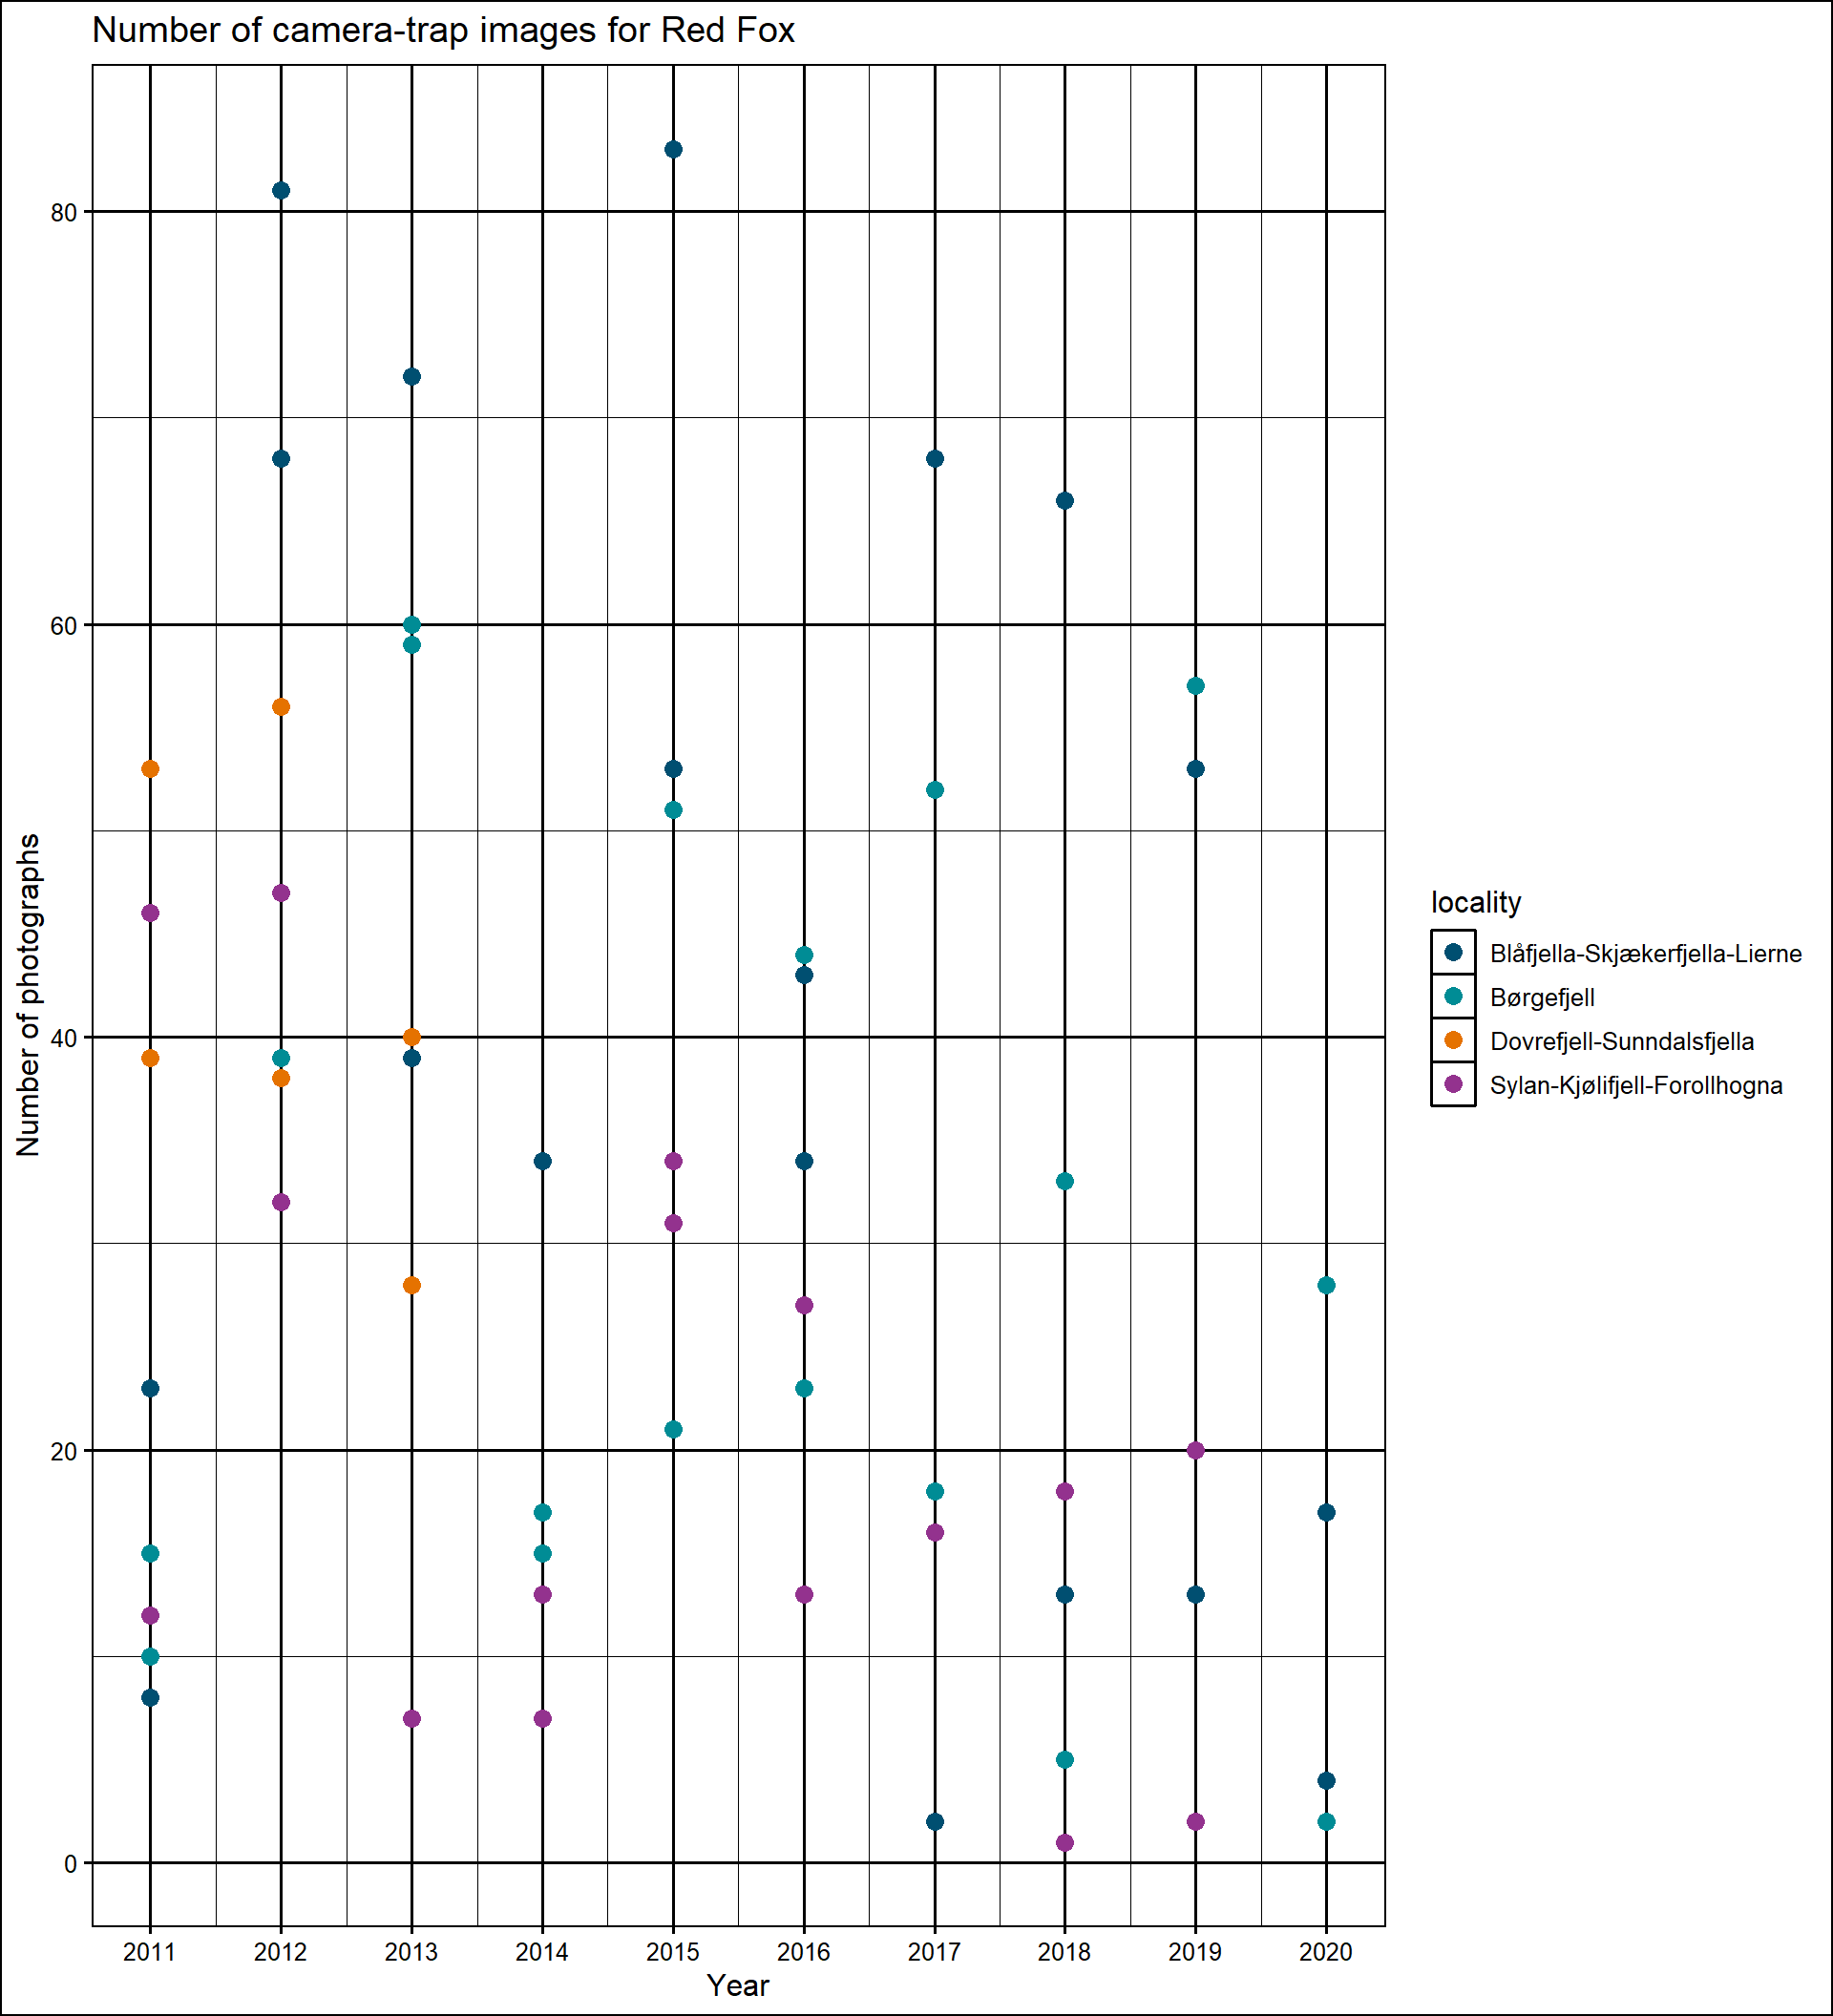 Number of camera-trap images for Red Fox
80
60
40
20
0
Number of photographs
2011 2012 2013 2014 2015 2016 2017 2018 2019 2020
Year
locality
Blåfjella-Skjækerfjella-Lierne
Børgefjell
Dovrefjell-Sunndalsfjella
Sylan-Kjølifjell-Forollhogna